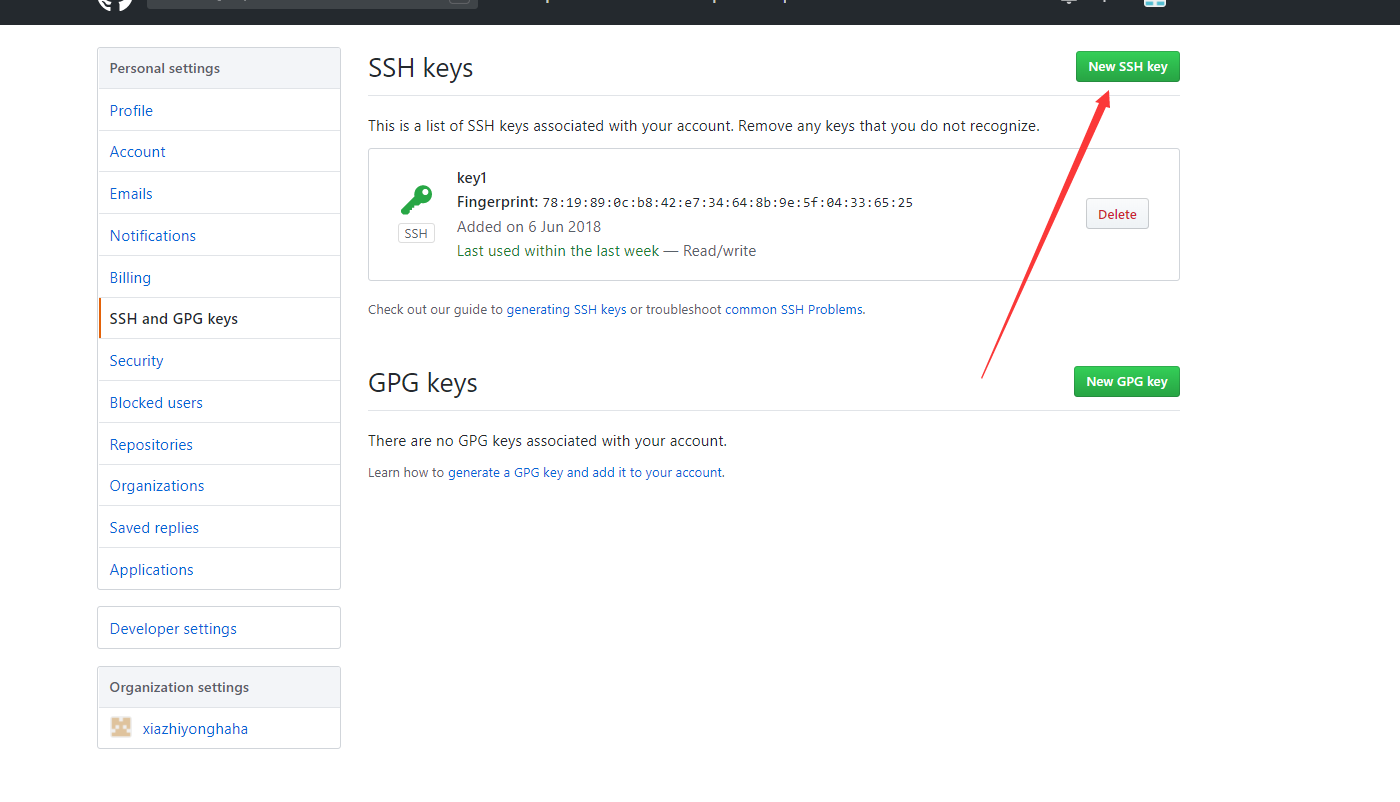 Personal settings
Profile
Account
Emails
Notifications
Billing
SSH and GPG keys
Security
Blocked users
Repositories
Organizations
Saved replies
Applications
Developer settings
Organization settings
xiazhiyonghaha
SSH keys
New SSH key
This is a list of SSH keys associated with your account. Remove any keys that you do not recognize.
key1
Fingerprint: 78:19:89:0c:b8:42:e7:34:64:8b:9e:5f:04:33:65:25
Added on 6 Jun 2018
Last used within the last week — Read/write
SSH
Delete
Check out our guide to generating SSH keys or troubleshoot common SSH Problems.
GPG keys
New GPG key
There are no GPG keys associated with your account.
Learn how to generate a GPG key and add it to your account.